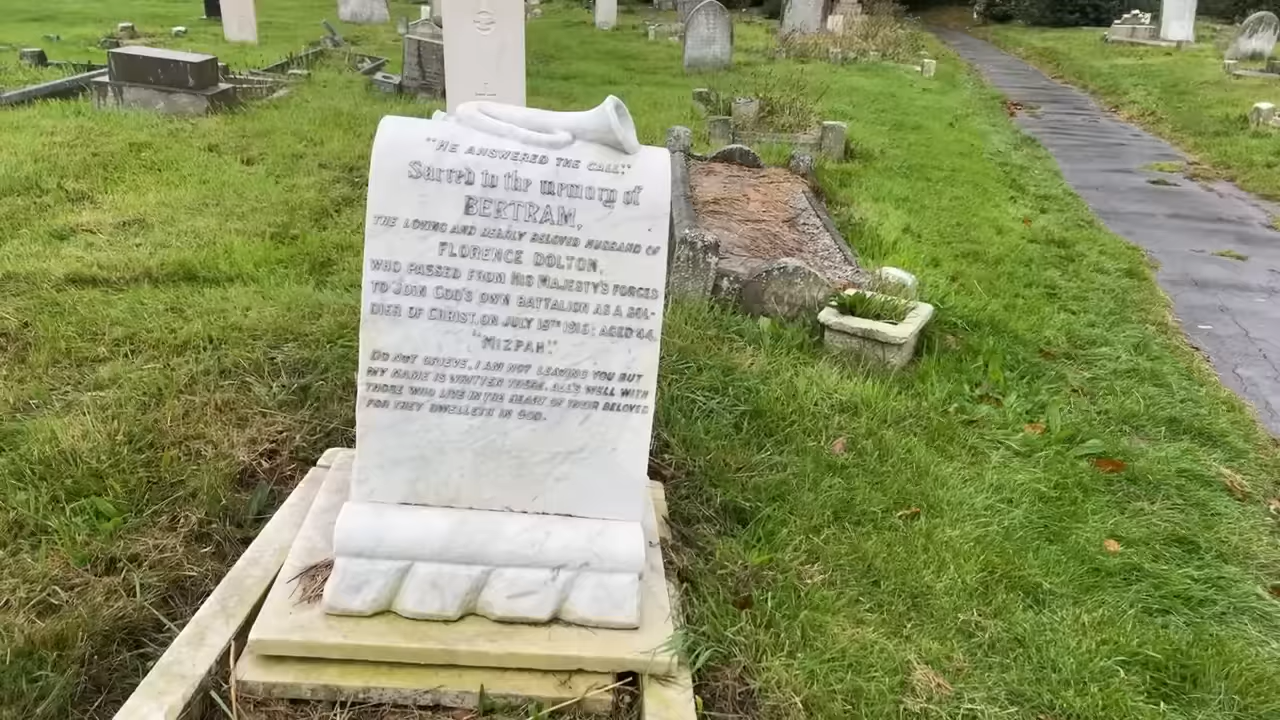 "HE ANSWERED THE CALL."
Sacred to the memory of
BERTRAM,
THE LOVING AND DEARLY BELOVED HUSBAND OF
FLORENCE DOLTON,
WHO PASSED FROM HIS MAJESTY'S FORCES
TO JOIN GOD'S OWN BATTALION AS A SOL-
DIER OF CHRIST, ON JULY 19TH 1916; AGED 44.
"MIZPAH."
DO NOT GRIEVE, I AM NOT LEAVING YOU BUT
MY NAME IS WRITTEN THERE, ALL'S WELL WITH
THOSE WHO LIVE IN THE HEART OF THEIR BELOVED
FOR THEY DWELLETH IN GOD.